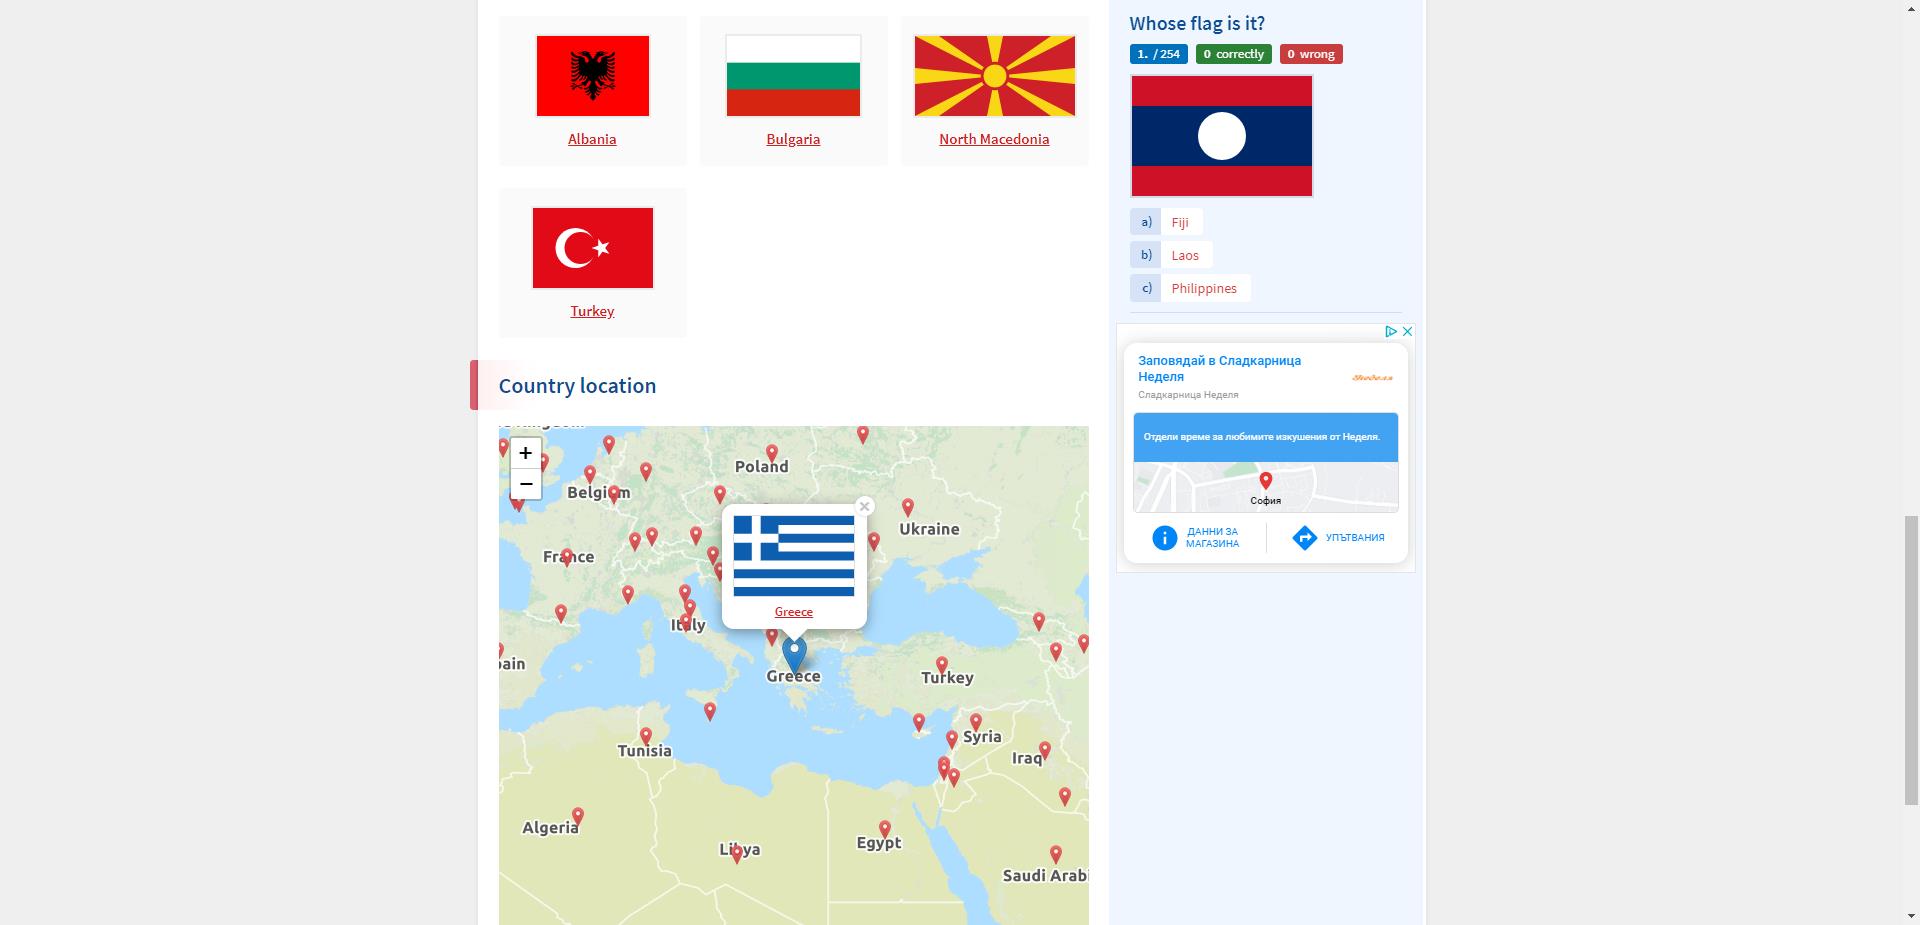 Albania
Bulgaria
North Macedonia
Turkey
Country location
+
−
Poland
Belgium
Ukraine
France
Greece
Italy
Greece
Turkey
Tunisia
Syria
Iraq
Algeria
Libya
Egypt
Saudi Arabi
Whose flag is it?
1. / 254
0 correctly
0 wrong
a) Fiji
b) Laos
c) Philippines
Заповядай в Сладкарница
Неделя
Неделя
Сладкарница Неделя
Отдели време за любимите изкушения от Неделя.
София
ДАННИ ЗА
МАГАЗИНА
УПЪТВАНИЯ